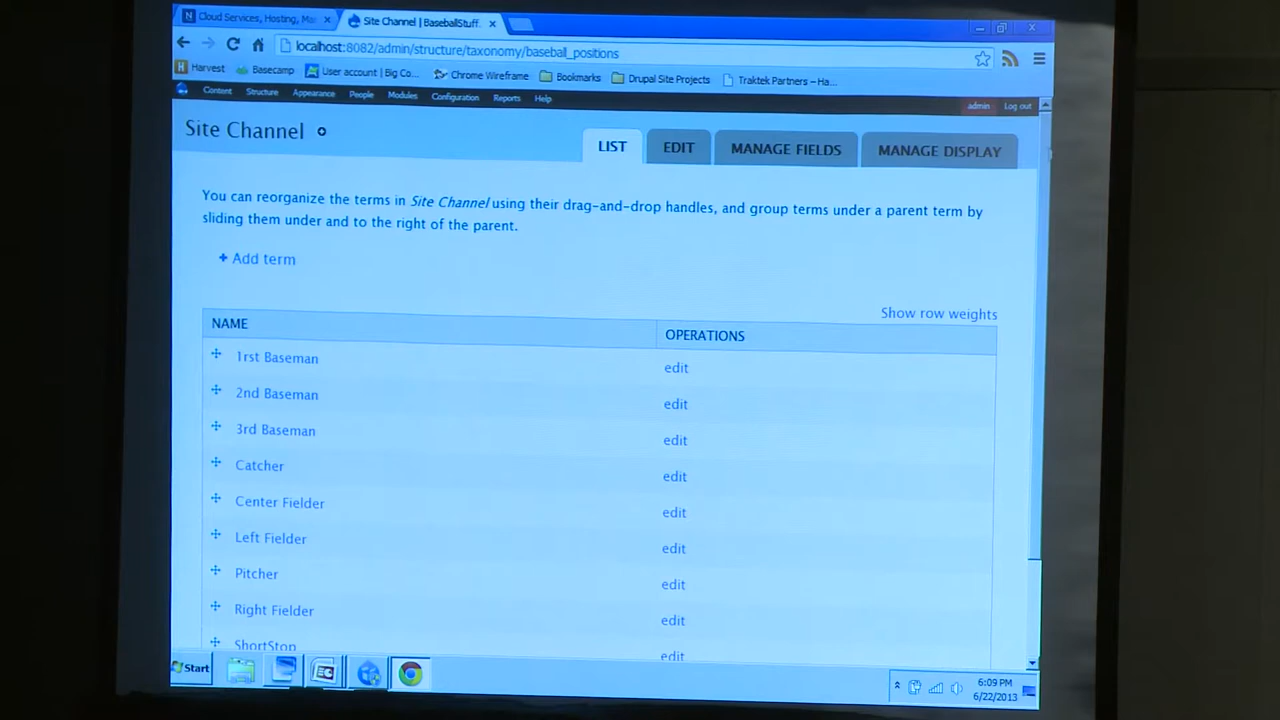 Cloud Services, Hosting, Ma
Site Channel | BaseballStuff.
localhost:8082/admin/structure/taxonomy/baseball_positions
Harvest Basecamp User account | Big Co... Chrome Wireframe Bookmarks Drupal Site Projects Traktek Partners – Ha...
Content Structure Appearance People Modules Configuration Reports Help admin Log out
Site Channel
LIST EDIT MANAGE FIELDS MANAGE DISPLAY
You can reorganize the terms in Site Channel using their drag-and-drop handles, and group terms under a parent term by
sliding them under and to the right of the parent.
+ Add term
Show row weights
NAME OPERATIONS
1rst Baseman edit
2nd Baseman edit
3rd Baseman edit
Catcher edit
Center Fielder edit
Left Fielder edit
Pitcher edit
Right Fielder edit
ShortStop edit
Start
6:09 PM
6/22/2013